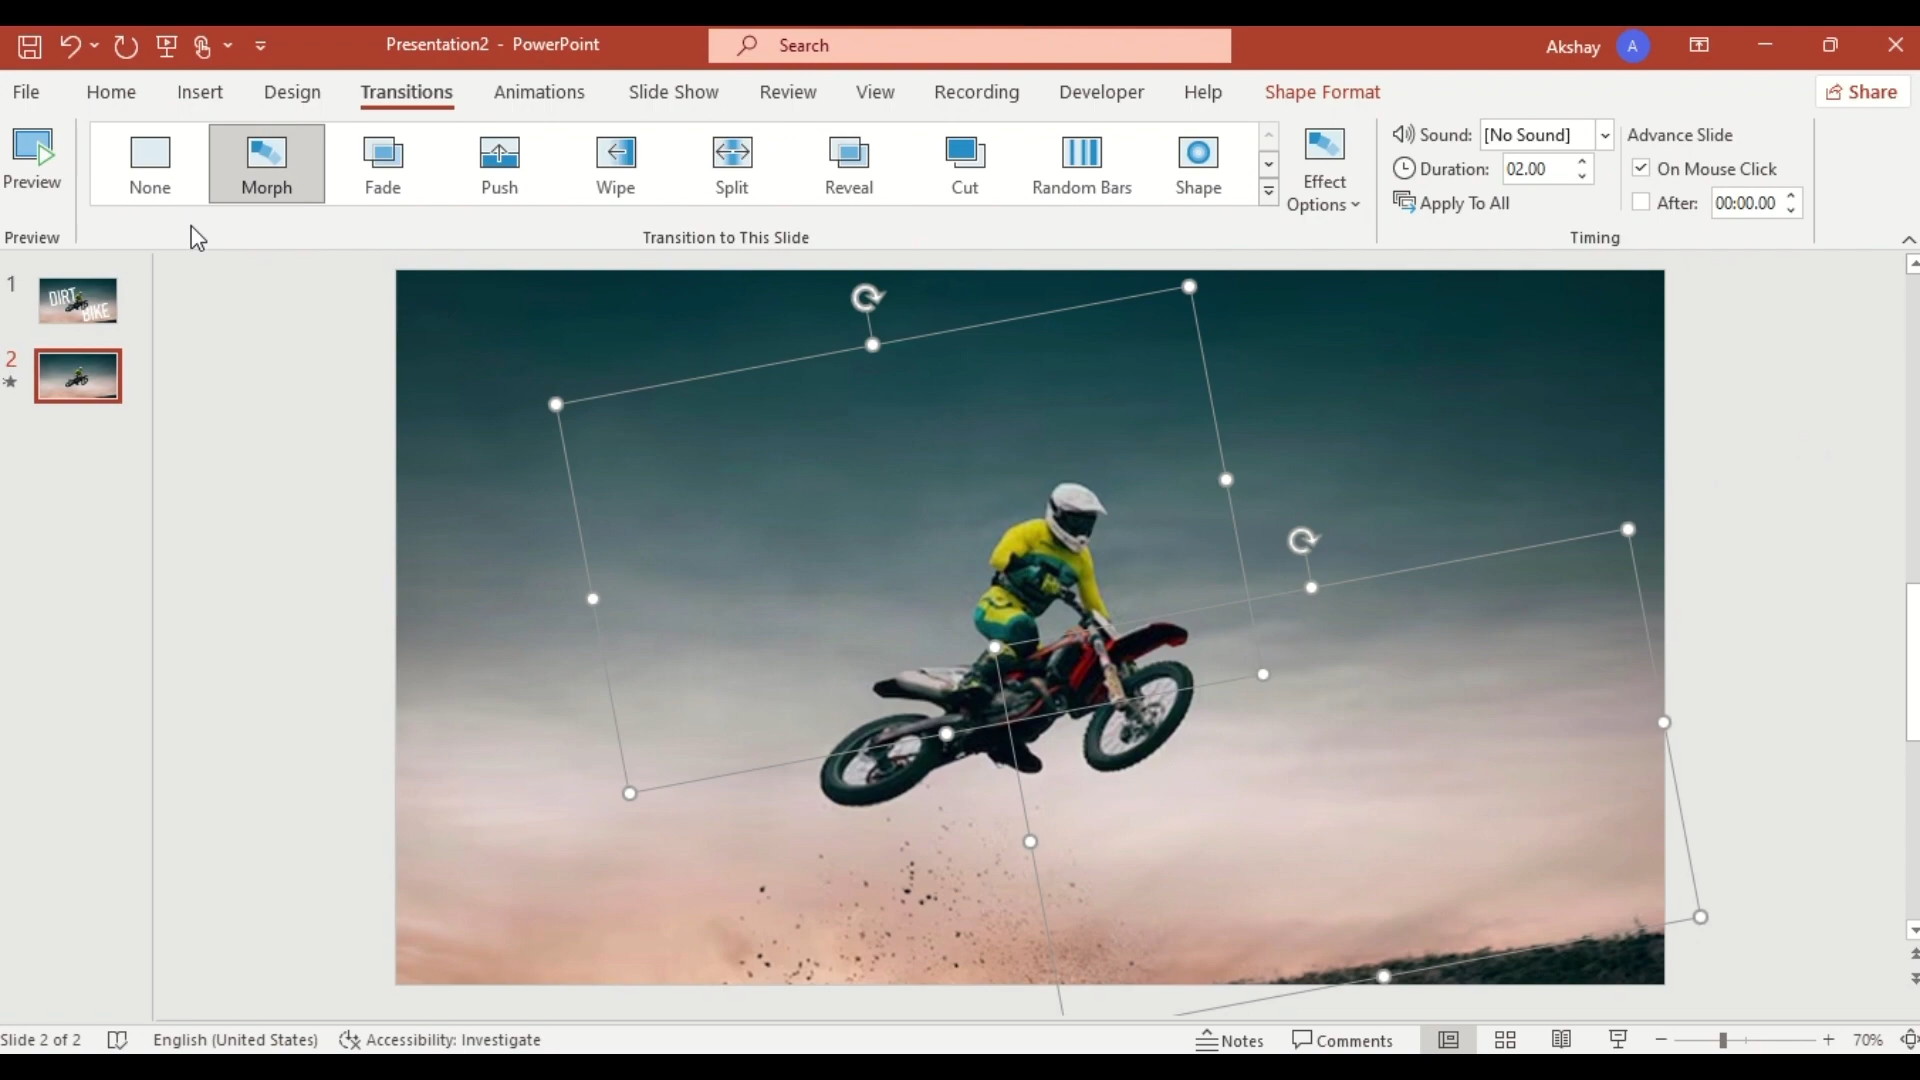 Presentation2 - PowerPoint
Search
Akshay
A
File
Home
Insert
Design
Transitions
Animations
Slide Show
Review
View
Recording
Developer
Help
Shape Format
Share
Preview
None
Morph
Fade
Push
Wipe
Split
Reveal
Cut
Random Bars
Shape
Effect
Options
Sound: [No Sound]
Duration: 02.00
Apply To All
Advance Slide
On Mouse Click
After: 00:00.00
Preview
Transition to This Slide
Timing
1
DIRT
BIKE
2
Slide 2 of 2
English (United States)
Accessibility: Investigate
Notes
Comments
70%